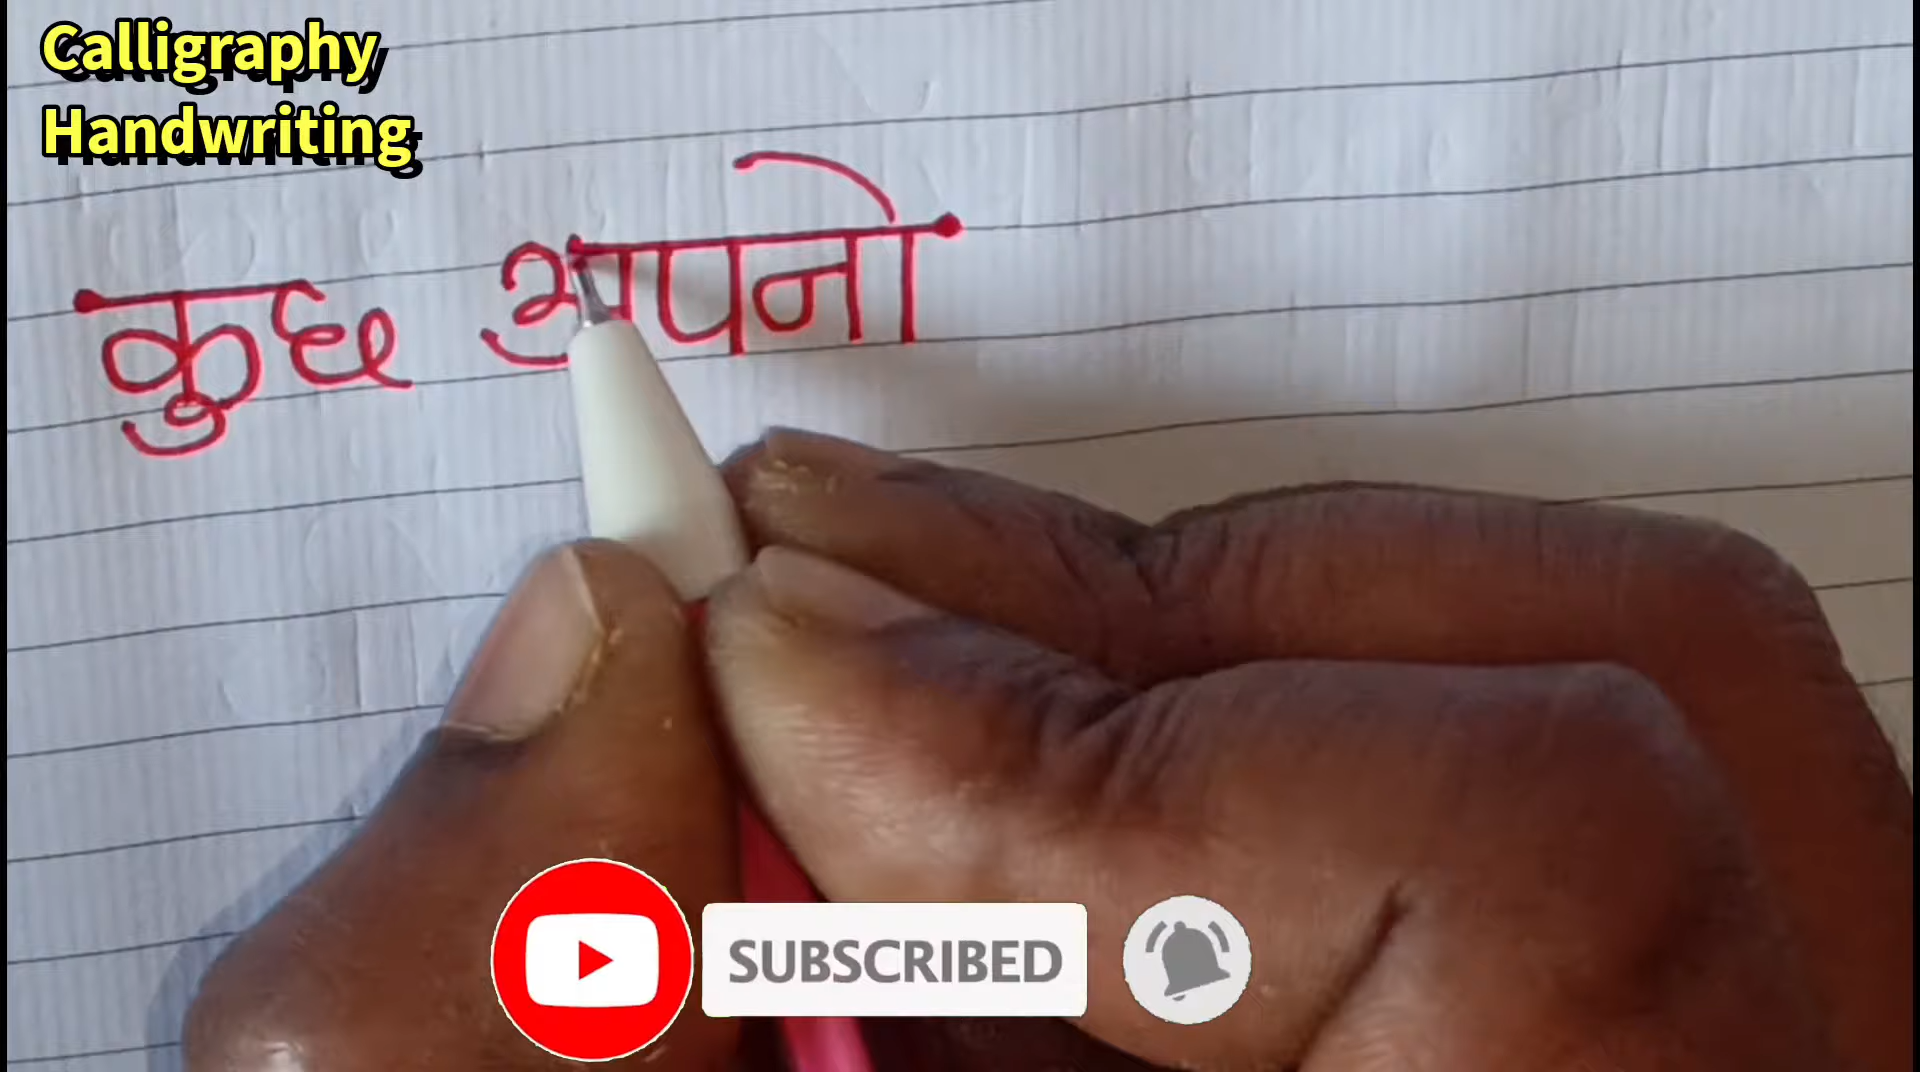 Calligraphy
Handwriting
कुछ अपनो
SUBSCRIBED